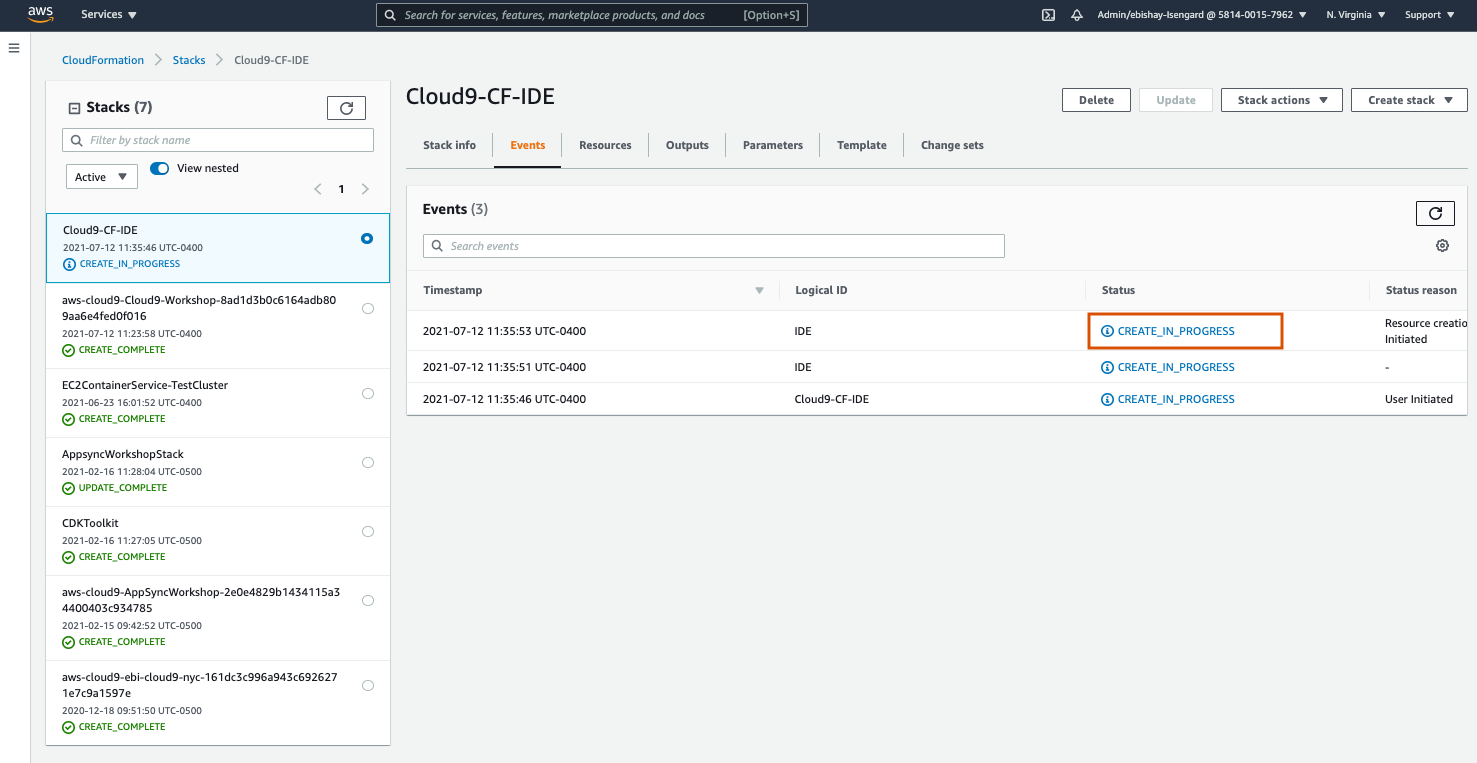 aws
Services
Search for services, features, marketplace products, and docs [Option+S]
Admin/ebishay-Isengard @ 5814-0015-7962
N. Virginia
Support
CloudFormation
Stacks
Cloud9-CF-IDE
Stacks (7)
Filter by stack name
Active
View nested
1
Cloud9-CF-IDE
2021-07-12 11:35:46 UTC-0400
CREATE_IN_PROGRESS
aws-cloud9-Cloud9-Workshop-8ad1d3b0c6164adb80
9aa6e4fed0f016
2021-07-12 11:23:58 UTC-0400
CREATE_COMPLETE
EC2ContainerService-TestCluster
2021-06-23 16:01:52 UTC-0400
CREATE_COMPLETE
AppsyncWorkshopStack
2021-02-16 11:28:04 UTC-0500
UPDATE_COMPLETE
CDKToolkit
2021-02-16 11:27:05 UTC-0500
CREATE_COMPLETE
aws-cloud9-AppSyncWorkshop-2e0e4829b1434115a3
4400403c934785
2021-02-15 09:42:52 UTC-0500
CREATE_COMPLETE
aws-cloud9-ebi-cloud9-nyc-161dc3c996a943c692627
1e7c9a1597e
2020-12-18 09:51:50 UTC-0500
CREATE_COMPLETE
Cloud9-CF-IDE
Delete
Update
Stack actions
Create stack
Stack info
Events
Resources
Outputs
Parameters
Template
Change sets
Events (3)
Search events
Timestamp
Logical ID
Status
Status reason
2021-07-12 11:35:53 UTC-0400
IDE
CREATE_IN_PROGRESS
Resource creatio
Initiated
2021-07-12 11:35:51 UTC-0400
IDE
CREATE_IN_PROGRESS
-
2021-07-12 11:35:46 UTC-0400
Cloud9-CF-IDE
CREATE_IN_PROGRESS
User Initiated